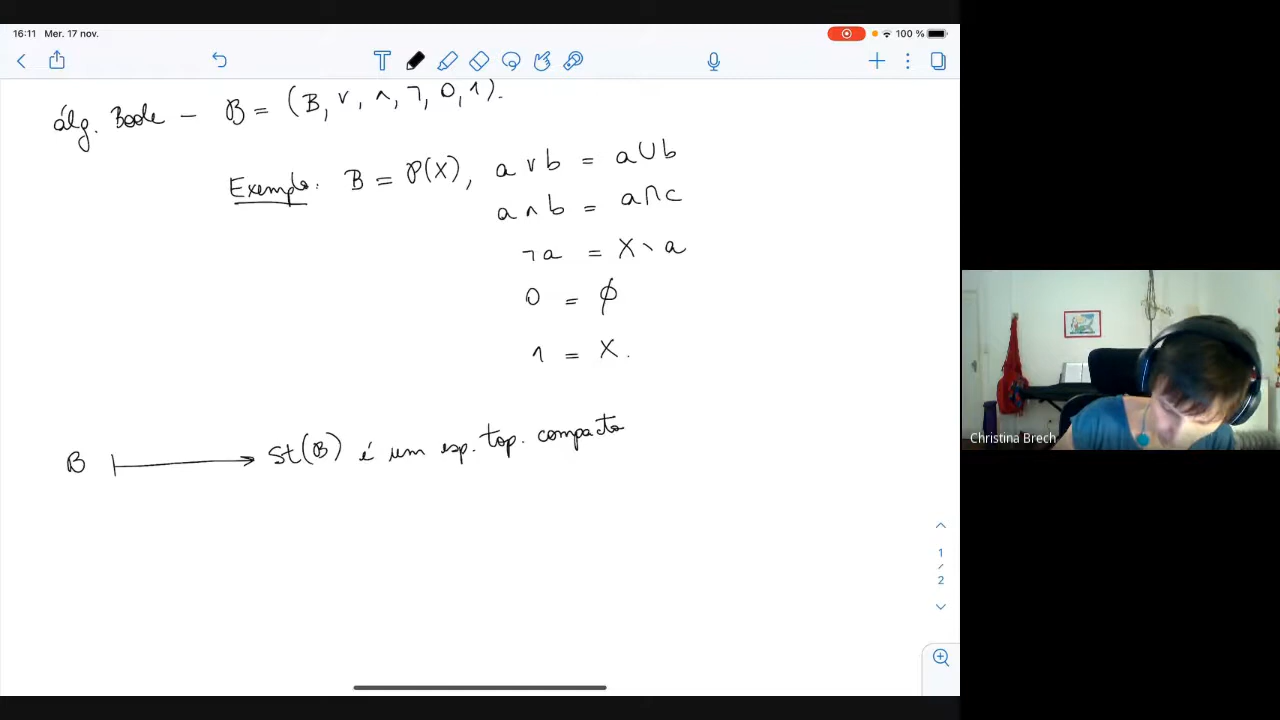 16:11 Mer. 17 nov. 100 %
álg. Boole – B = (B, ∨, ∧, ¬, 0, 1).
Exemplo: B = P(X), a ∨ b = a ∪ b
a ∧ b = a ∩ c
¬a = X \ a
0 = ∅
1 = X.
B ⟼ St(B) é um esp. top. compacto
Christina Brech
1
/
2